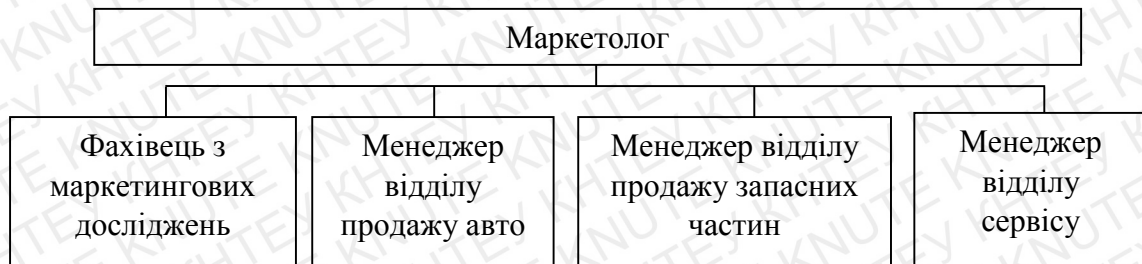 Маркетолог
Фахівець з
маркетингових
досліджень
Менеджер
відділу
продажу авто
Менеджер відділу
продажу запасних
частин
Менеджер
відділу
сервісу